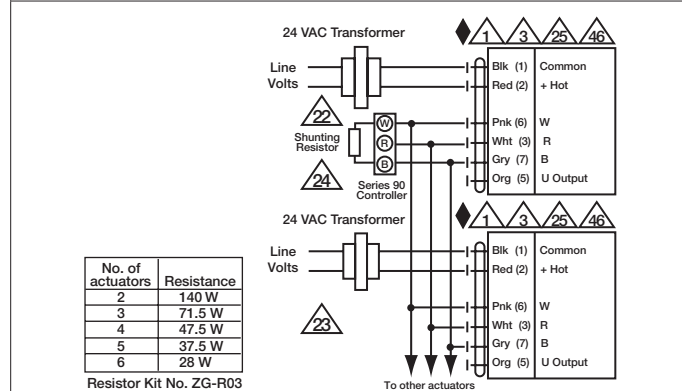 24 VAC Transformer
1 3 25 46
Line
Volts
Blk (1) Common
Red (2) + Hot
22
Shunting
Resistor
24
W
R
B
Series 90
Controller
Pnk (6) W
Wht (3) R
Gry (7) B
Org (5) U Output
24 VAC Transformer
1 3 25 46
Line
Volts
Blk (1) Common
Red (2) + Hot
23
Pnk (6) W
Wht (3) R
Gry (7) B
Org (5) U Output
To other actuators
No. of
actuators Resistance
2 140 W
3 71.5 W
4 47.5 W
5 37.5 W
6 28 W
Resistor Kit No. ZG-R03